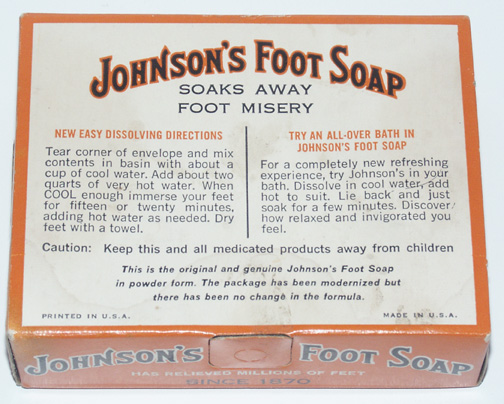 JOHNSON'S FOOT SOAP
SOAKS AWAY
FOOT MISERY
NEW EASY DISSOLVING DIRECTIONS
Tear corner of envelope and mix
contents in basin with about a
cup of cool water. Add about two
quarts of very hot water. When
COOL enough immerse your feet
for fifteen or twenty minutes,
adding hot water as needed. Dry
feet with a towel.
TRY AN ALL-OVER BATH IN
JOHNSON'S FOOT SOAP
For a completely new refreshing
experience, try Johnson's in your
bath. Dissolve in cool water, add
hot to suit. Lie back and just
soak for a few minutes. Discover
how relaxed and invigorated you
feel.
Caution: Keep this and all medicated products away from children
This is the original and genuine Johnson's Foot Soap
in powder form. The package has been modernized but
there has been no change in the formula.
PRINTED IN U.S.A.
MADE IN U.S.A.
JOHNSON'S FOOT SOAP
HAS RELIEVED MILLIONS OF FEET
SINCE 1870